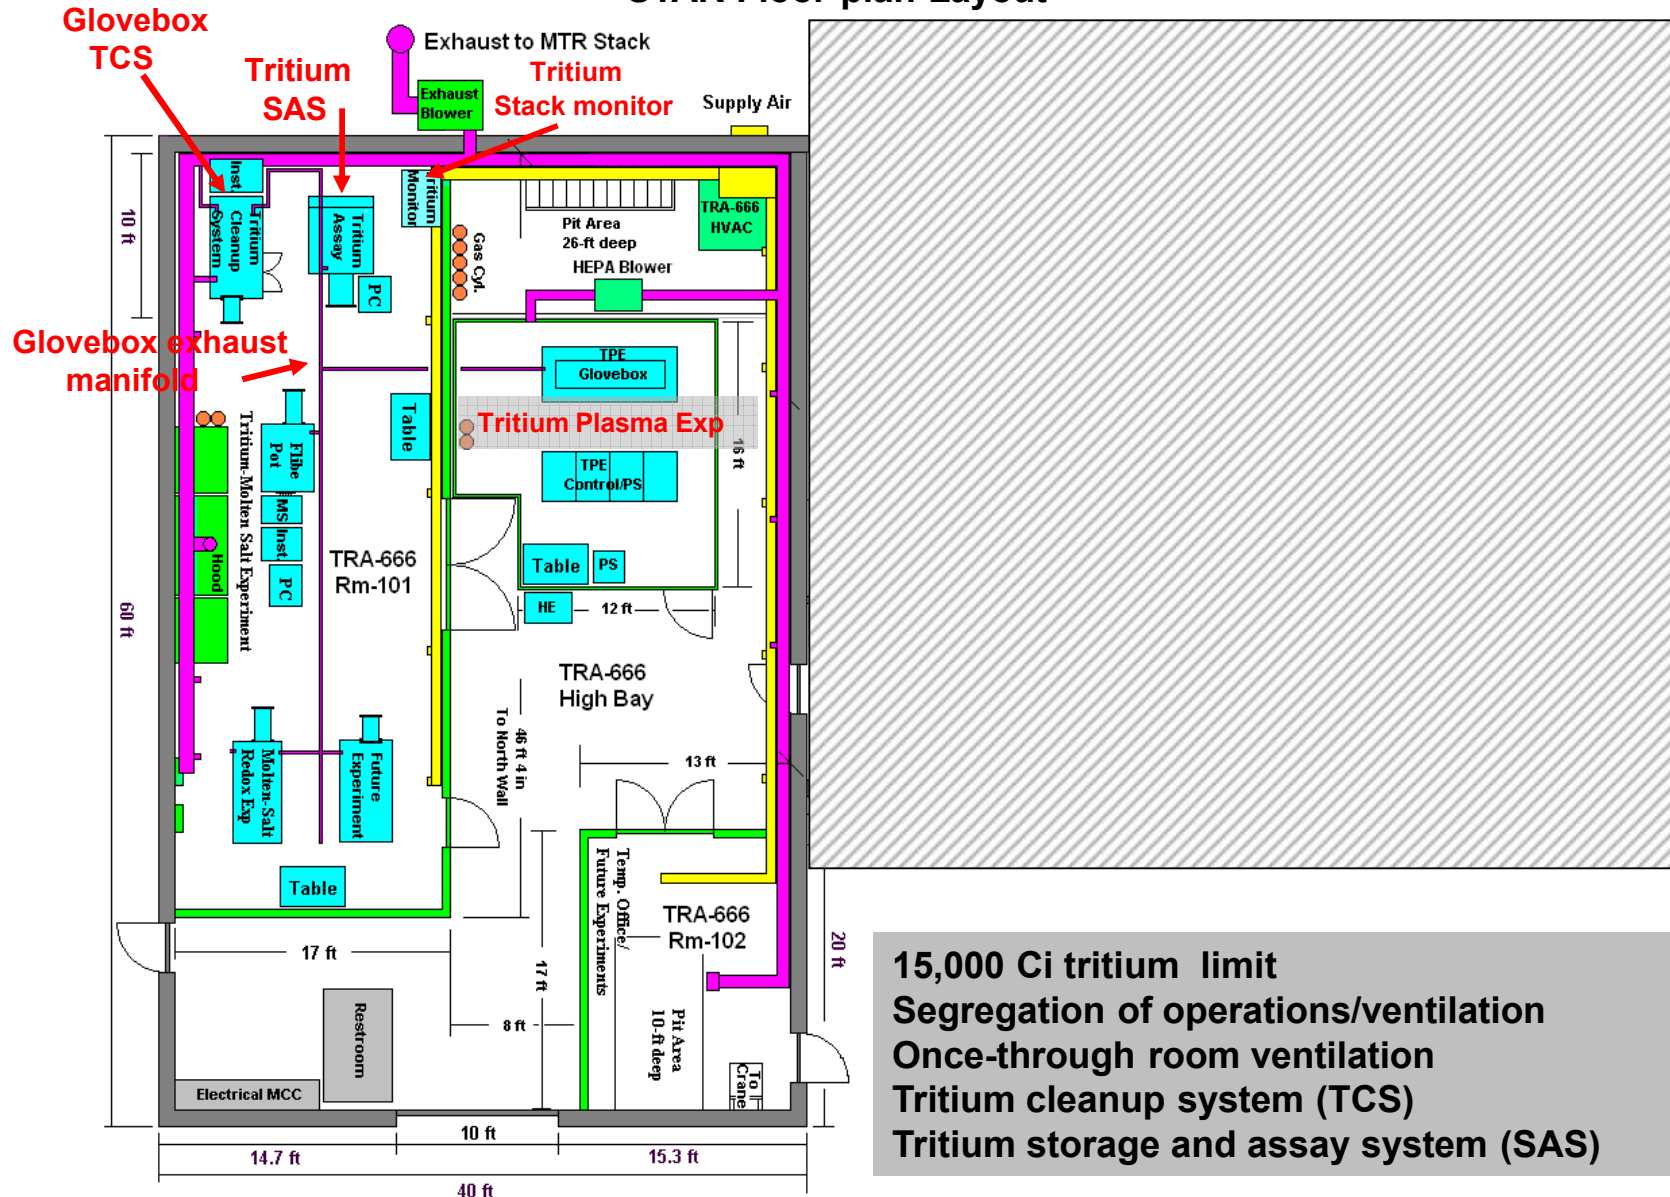 STAR Floor plan Layout
Glovebox
TCS
Tritium
SAS
Exhaust to MTR Stack
Tritium
Stack monitor
Exhaust
Blower
Supply Air
Inst.
Tritium
Cleanup
System
Tritium
Assay
PC
Tritium
Monitor
Gas Cyl.
Pit Area
26-ft deep
HEPA Blower
TRA-666
HVAC
10 ft
Glovebox exhaust
manifold
TPE
Glovebox
Tritium Plasma Exp
16 ft
TPE
Control/PS
Table
Table
PS
HE
12 ft
Tritium-Molten Salt Experiment
Flibe
Pot
MS
Inst.
PC
Hood
TRA-666
Rm-101
60 ft
TRA-666
High Bay
46 ft 4 in
To North Wall
13 ft
Molten-Salt
Redox Exp
Future
Experiment
Table
Temp. Office/
Future Experiments
TRA-666
Rm-102
17 ft
17 ft
8 ft
20 ft
Restroom
Electrical MCC
Pit Area
10-ft deep
To
Crane
10 ft
14.7 ft
15.3 ft
40 ft
15,000 Ci tritium limit
Segregation of operations/ventilation
Once-through room ventilation
Tritium cleanup system (TCS)
Tritium storage and assay system (SAS)